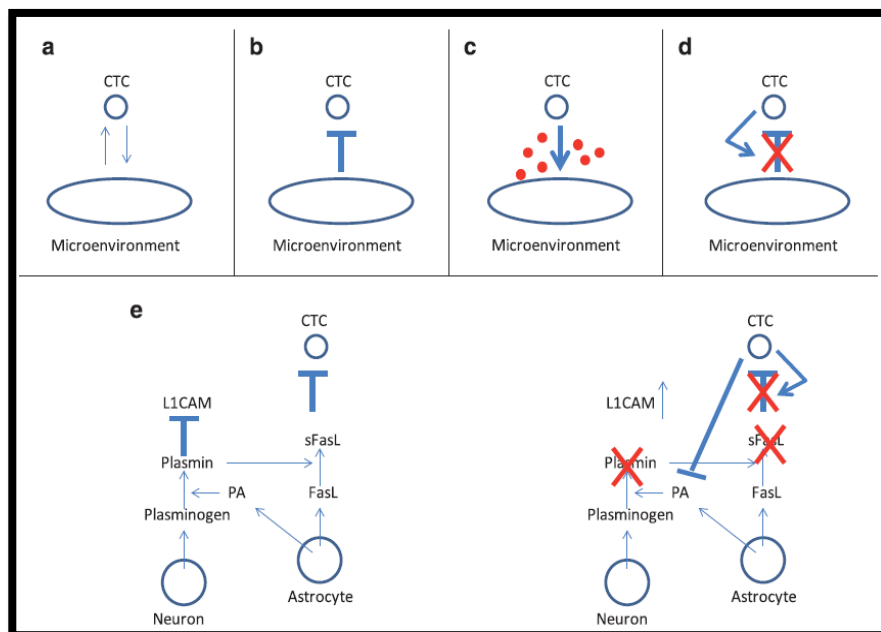 a
CTC
Microenvironment
b
CTC
Microenvironment
c
CTC
Microenvironment
d
CTC
Microenvironment
e
CTC
L1CAM
sFasL
Plasmin
PA
FasL
Plasminogen
Astrocyte
Neuron
CTC
L1CAM
sFasL
Plasmin
PA
FasL
Plasminogen
Astrocyte
Neuron